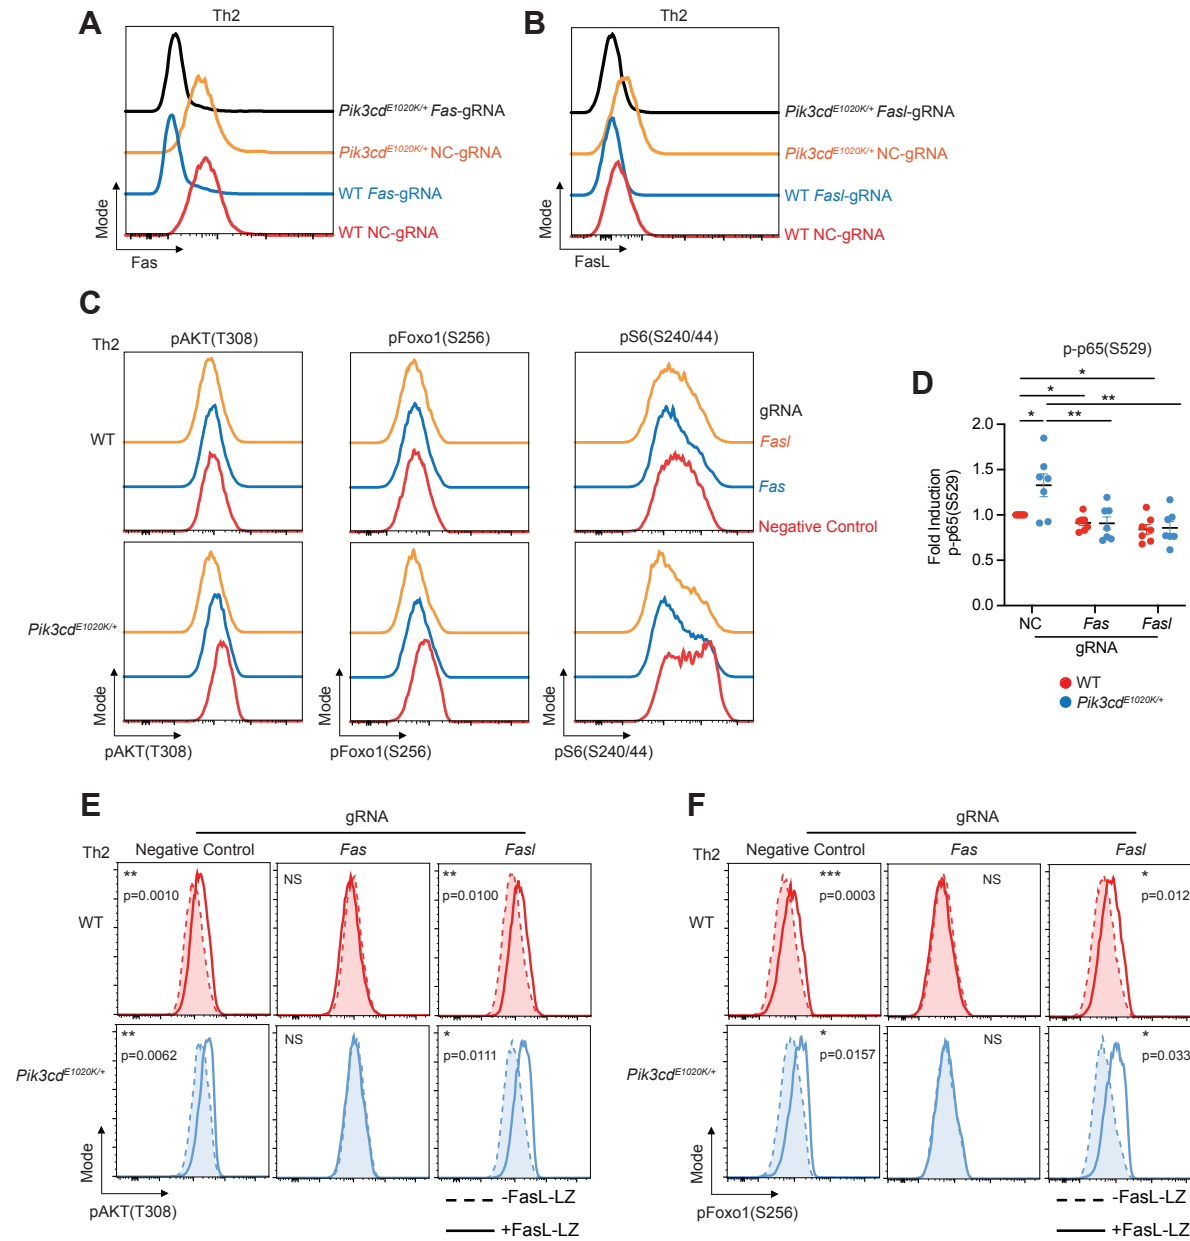 A
Th2
Pik3cdE1020K/+ Fas-gRNA
Pik3cdE1020K/+ NC-gRNA
WT Fas-gRNA
WT NC-gRNA
Mode
Fas
B
Th2
Pik3cdE1020K/+ Fasl-gRNA
Pik3cdE1020K/+ NC-gRNA
WT Fasl-gRNA
WT NC-gRNA
Mode
FasL
C
Th2
pAKT(T308)
pFoxo1(S256)
pS6(S240/44)
WT
gRNA
Fasl
Fas
Negative Control
Pik3cdE1020K/+
Mode
Mode
Mode
pAKT(T308)
pFoxo1(S256)
pS6(S240/44)
D
p-p65(S529)
*
*
**
*
**
Fold Induction
p-p65(S529)
2.0
1.5
1.0
0.5
0.0
NC
Fas
Fasl
gRNA
WT
Pik3cdE1020K/+
E
gRNA
Th2
Negative Control
Fas
Fasl
WT
**
p=0.0010
NS
**
p=0.0100
Pik3cdE1020K/+
**
p=0.0062
NS
*
p=0.0111
Mode
pAKT(T308)
-FasL-LZ
+FasL-LZ
F
gRNA
Th2
Negative Control
Fas
Fasl
WT
***
p=0.0003
NS
*
p=0.012
Pik3cdE1020K/+
*
p=0.0157
NS
*
p=0.033
Mode
pFoxo1(S256)
-FasL-LZ
+FasL-LZ